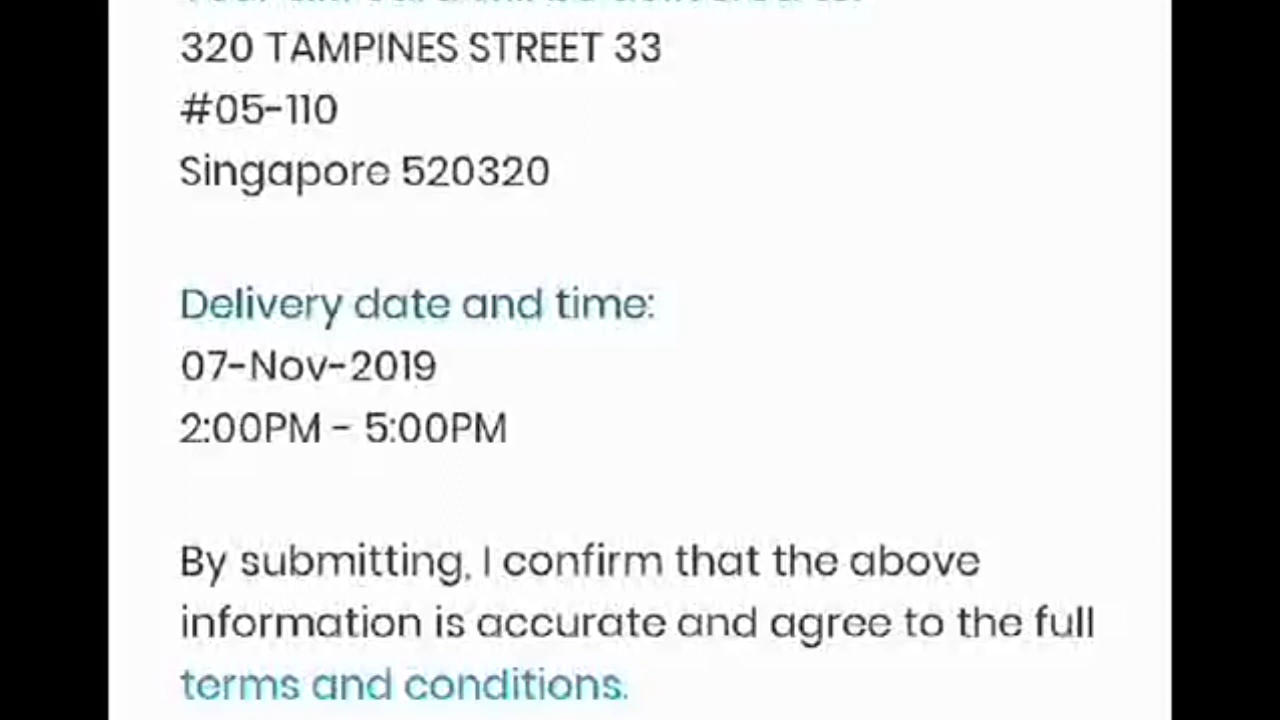 320 TAMPINES STREET 33
#05-110
Singapore 520320
Delivery date and time:
07-Nov-2019
2:00PM - 5:00PM
By submitting, I confirm that the above
information is accurate and agree to the full
terms and conditions.